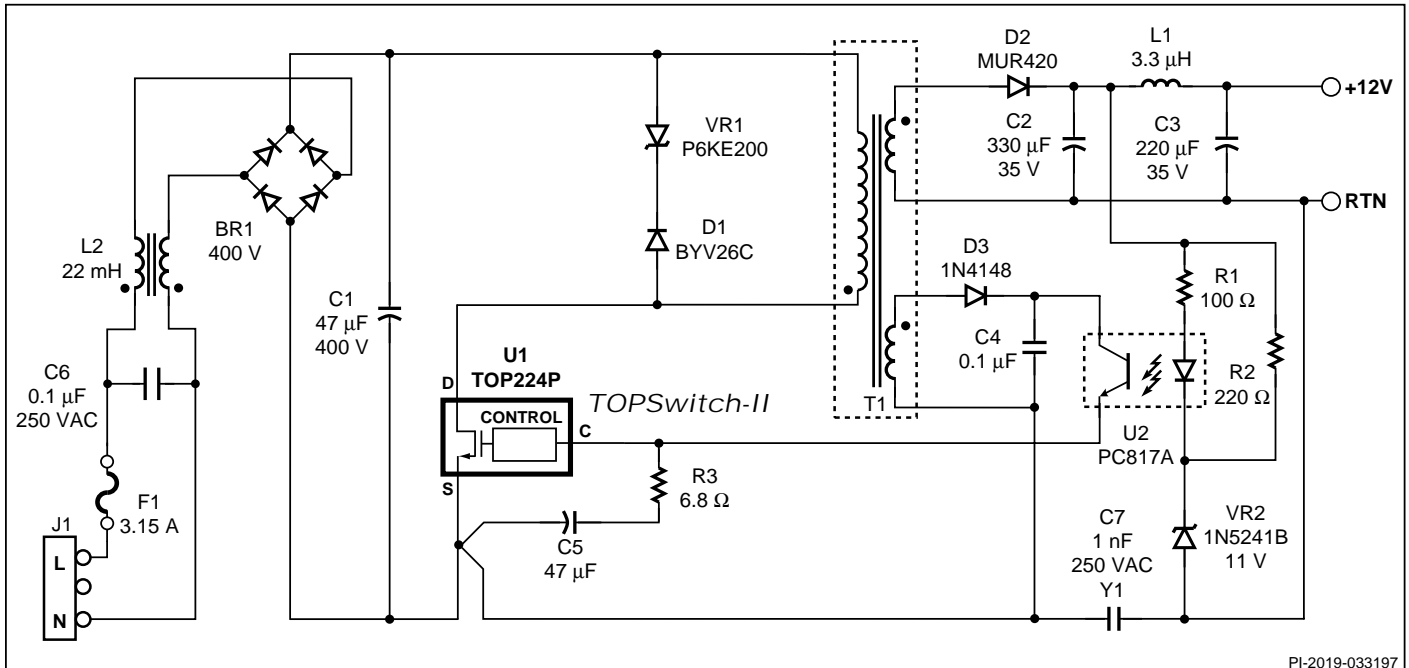 D2
MUR420
L1
3.3 µH
+12V
C2
330 µF
35 V
C3
220 µF
35 V
RTN
VR1
P6KE200
D1
BYV26C
BR1
400 V
L2
22 mH
C1
47 µF
400 V
D3
1N4148
R1
100 Ω
C4
0.1 µF
R2
220 Ω
T1
U1
TOP224P
D
TOPSwitch-II
CONTROL
C
S
U2
PC817A
C6
0.1 µF
250 VAC
R3
6.8 Ω
F1
3.15 A
J1
L
N
C5
47 µF
C7
1 nF
250 VAC
Y1
VR2
1N5241B
11 V
PI-2019-033197